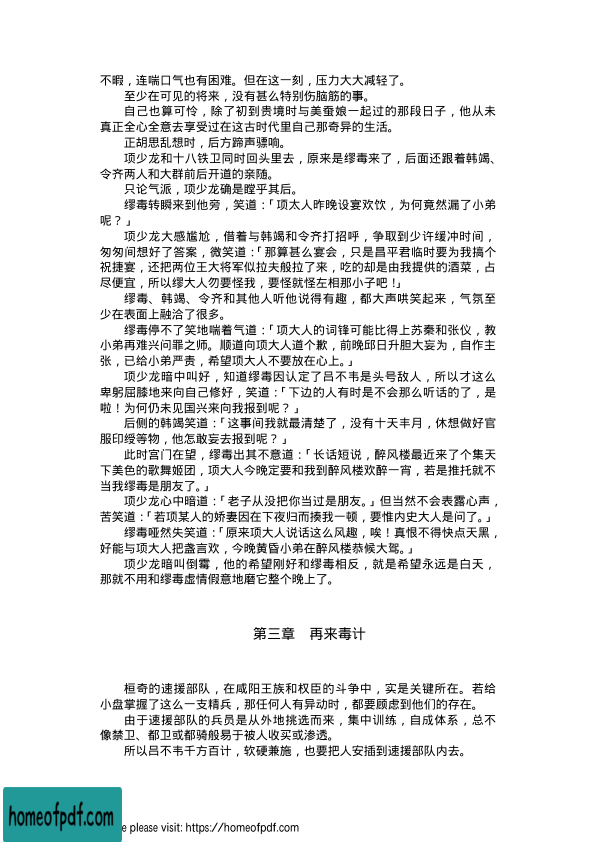 不暇，连喘口气也有困难。但在这一刻，压力大大减轻了。
至少在可见的将来，没有甚么特别伤脑筋的事。
自己也算可怜，除了初到贵境时与美蚕娘一起过的那段日子，他从未
真正全心全意去享受过在这古时代里自己那奇异的生活。
正胡思乱想时，后方蹄声骤响。
项少龙和十八铁卫同时回头里去，原来是缪毒来了，后面还跟着韩竭、
令齐两人和大群前后开道的亲随。
只论气派，项少龙确是瞠乎其后。
缪毒转瞬来到他旁，笑道：「项太人昨晚设宴欢饮，为何竟然漏了小弟
呢？」
项少龙大感尴尬，借着与韩竭和令齐打招呼，争取到少许缓冲时间，
匆匆间想好了答案，微笑道：「那算甚么宴会，只是昌平君临时要为我搞个
祝捷宴，还把两位王大将军似拉夫般拉了来，吃的却是由我提供的酒菜，占
尽便宜，所以缪大人勿要怪我，要怪就怪左相那小子吧！」
缪毒、韩竭、令齐和其他人听他说得有趣，都大声哄笑起来，气氛至
少在表面上融洽了很多。
缪毒停不了笑地喘着气道：「项大人的词锋可能比得上苏秦和张仪，教
小弟再难兴问罪之师。顺道向项大人道个歉，前晚邱日升胆大妄为，自作主
张，已给小弟严责，希望项大人不要放在心上。」
项少龙暗中叫好，知道缪毒因认定了吕不韦是头号敌人，所以才这么
卑躬屈膝地来向自己修好，笑道：「下边的人有时是不会那么听话的了，是
啦！为何仍未见国兴来向我报到呢？」
后侧的韩竭笑道：「这事间我就最清楚了，没有十天半月，休想做好官
服印绶等物，他怎敢妄去报到呢？」
此时宫门在望，缪毒出其不意道：「长话短说，醉风楼最近来了个集天
下美色的歌舞姬团，项大人今晚定要和我到醉风楼欢醉一宵，若是推托就不
当我缪毒是朋友了。」
项少龙心中暗道：「老子从没把你当过是朋友。」但当然不会表露心声，
苦笑道：「若项某人的娇妻因在下夜归而揍我一顿，要惟内史大人是问了。」
缪毒哑然失笑道：「原来项大人说话这么风趣，唉！真恨不得快点天黑，
好能与项大人把盏言欢，今晚黄昏小弟在醉风楼恭候大驾。」
项少龙暗叫倒霉，他的希望刚好和缪毒相反，就是希望永远是白天，
那就不用和缪毒虚情假意地磨它整个晚上了。
第三章　再来毒计
桓奇的速援部队，在咸阳王族和权臣的斗争中，实是关键所在。若给
小盘掌握了这么一支精兵，那任何人有异动时，都要顾虑到他们的存在。
由于速援部队的兵员是从外地挑选而来，集中训练，自成体系，总不
像禁卫、都卫或都骑般易于被人收买或渗透。
所以吕不韦千方百计，软硬兼施，也要把人安插到速援部队内去。
homeofpdf.com
e please visit: https://homeofpdf.com